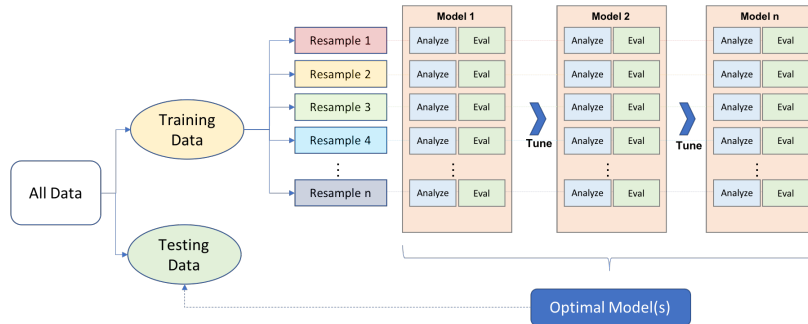 Model 1
Model 2
Model n
Resample 1
Analyze
Eval
Analyze
Eval
Analyze
Eval
Resample 2
Analyze
Eval
Analyze
Eval
Analyze
Eval
Training
Data
Resample 3
Analyze
Eval
Analyze
Eval
Analyze
Eval
Resample 4
Analyze
Eval
Tune
Analyze
Eval
Tune
Analyze
Eval
All Data
Resample n
Analyze
Eval
Analyze
Eval
Analyze
Eval
Testing
Data
Optimal Model(s)